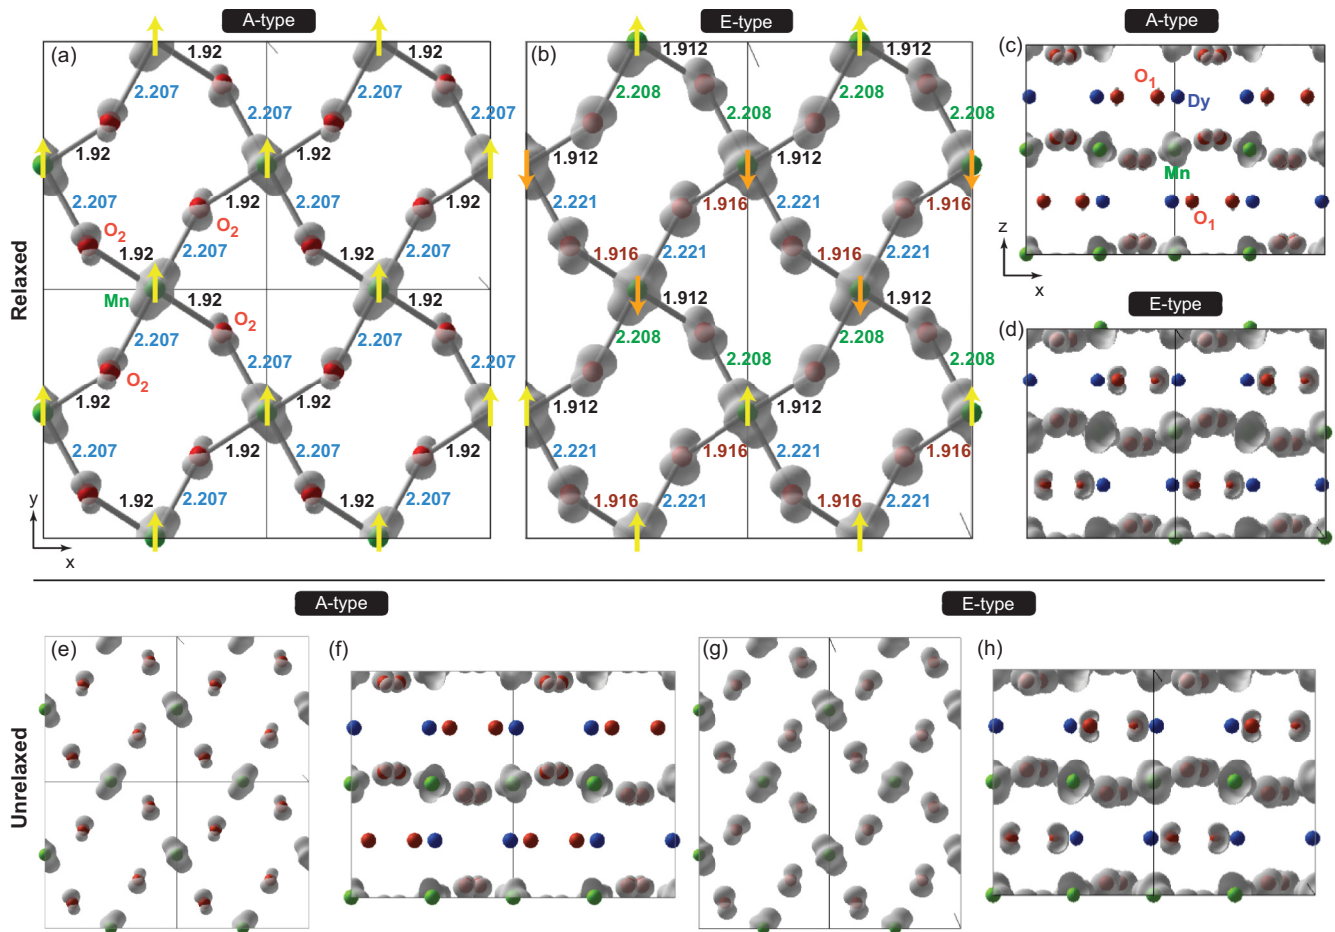 Relaxed
A-type
(a)
1.92 1.92
2.207 2.207 2.207 2.207
1.92 1.92
2.207 1.92 2.207 1.92
O2 O2
1.92 2.207 1.92 2.207
Mn 1.92 1.92
O2
2.207 2.207 2.207 2.207
O2
1.92 1.92
2.207 1.92 2.207 1.92
1.92 2.207 1.92 2.207
y
x
E-type
(b)
1.912 1.912
2.208 2.208 2.208 2.208
1.912 1.912
2.221 1.916 2.221 1.916
1.916 2.221 1.916 2.221
1.912 1.912
2.208 2.208 2.208 2.208
1.912 1.912
2.221 1.916 2.221 1.916
1.916 2.221 1.916 2.221
A-type
(c)
O1
Dy
Mn
O1
z
x
E-type
(d)
Unrelaxed
A-type
(e)
(f)
E-type
(g)
(h)